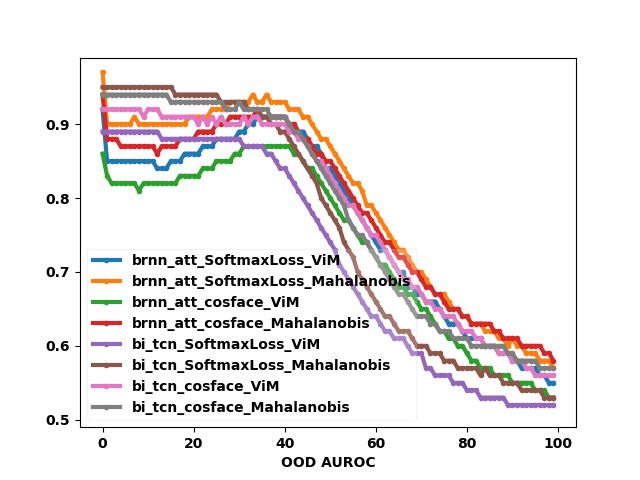 0.9
0.8
0.7
0.6
0.5
brnn_att_SoftmaxLoss_ViM
brnn_att_SoftmaxLoss_Mahalanobis
brnn_att_cosface_ViM
brnn_att_cosface_Mahalanobis
bi_tcn_SoftmaxLoss_ViM
bi_tcn_SoftmaxLoss_Mahalanobis
bi_tcn_cosface_ViM
bi_tcn_cosface_Mahalanobis
0 20 40 60 80 100
OOD AUROC